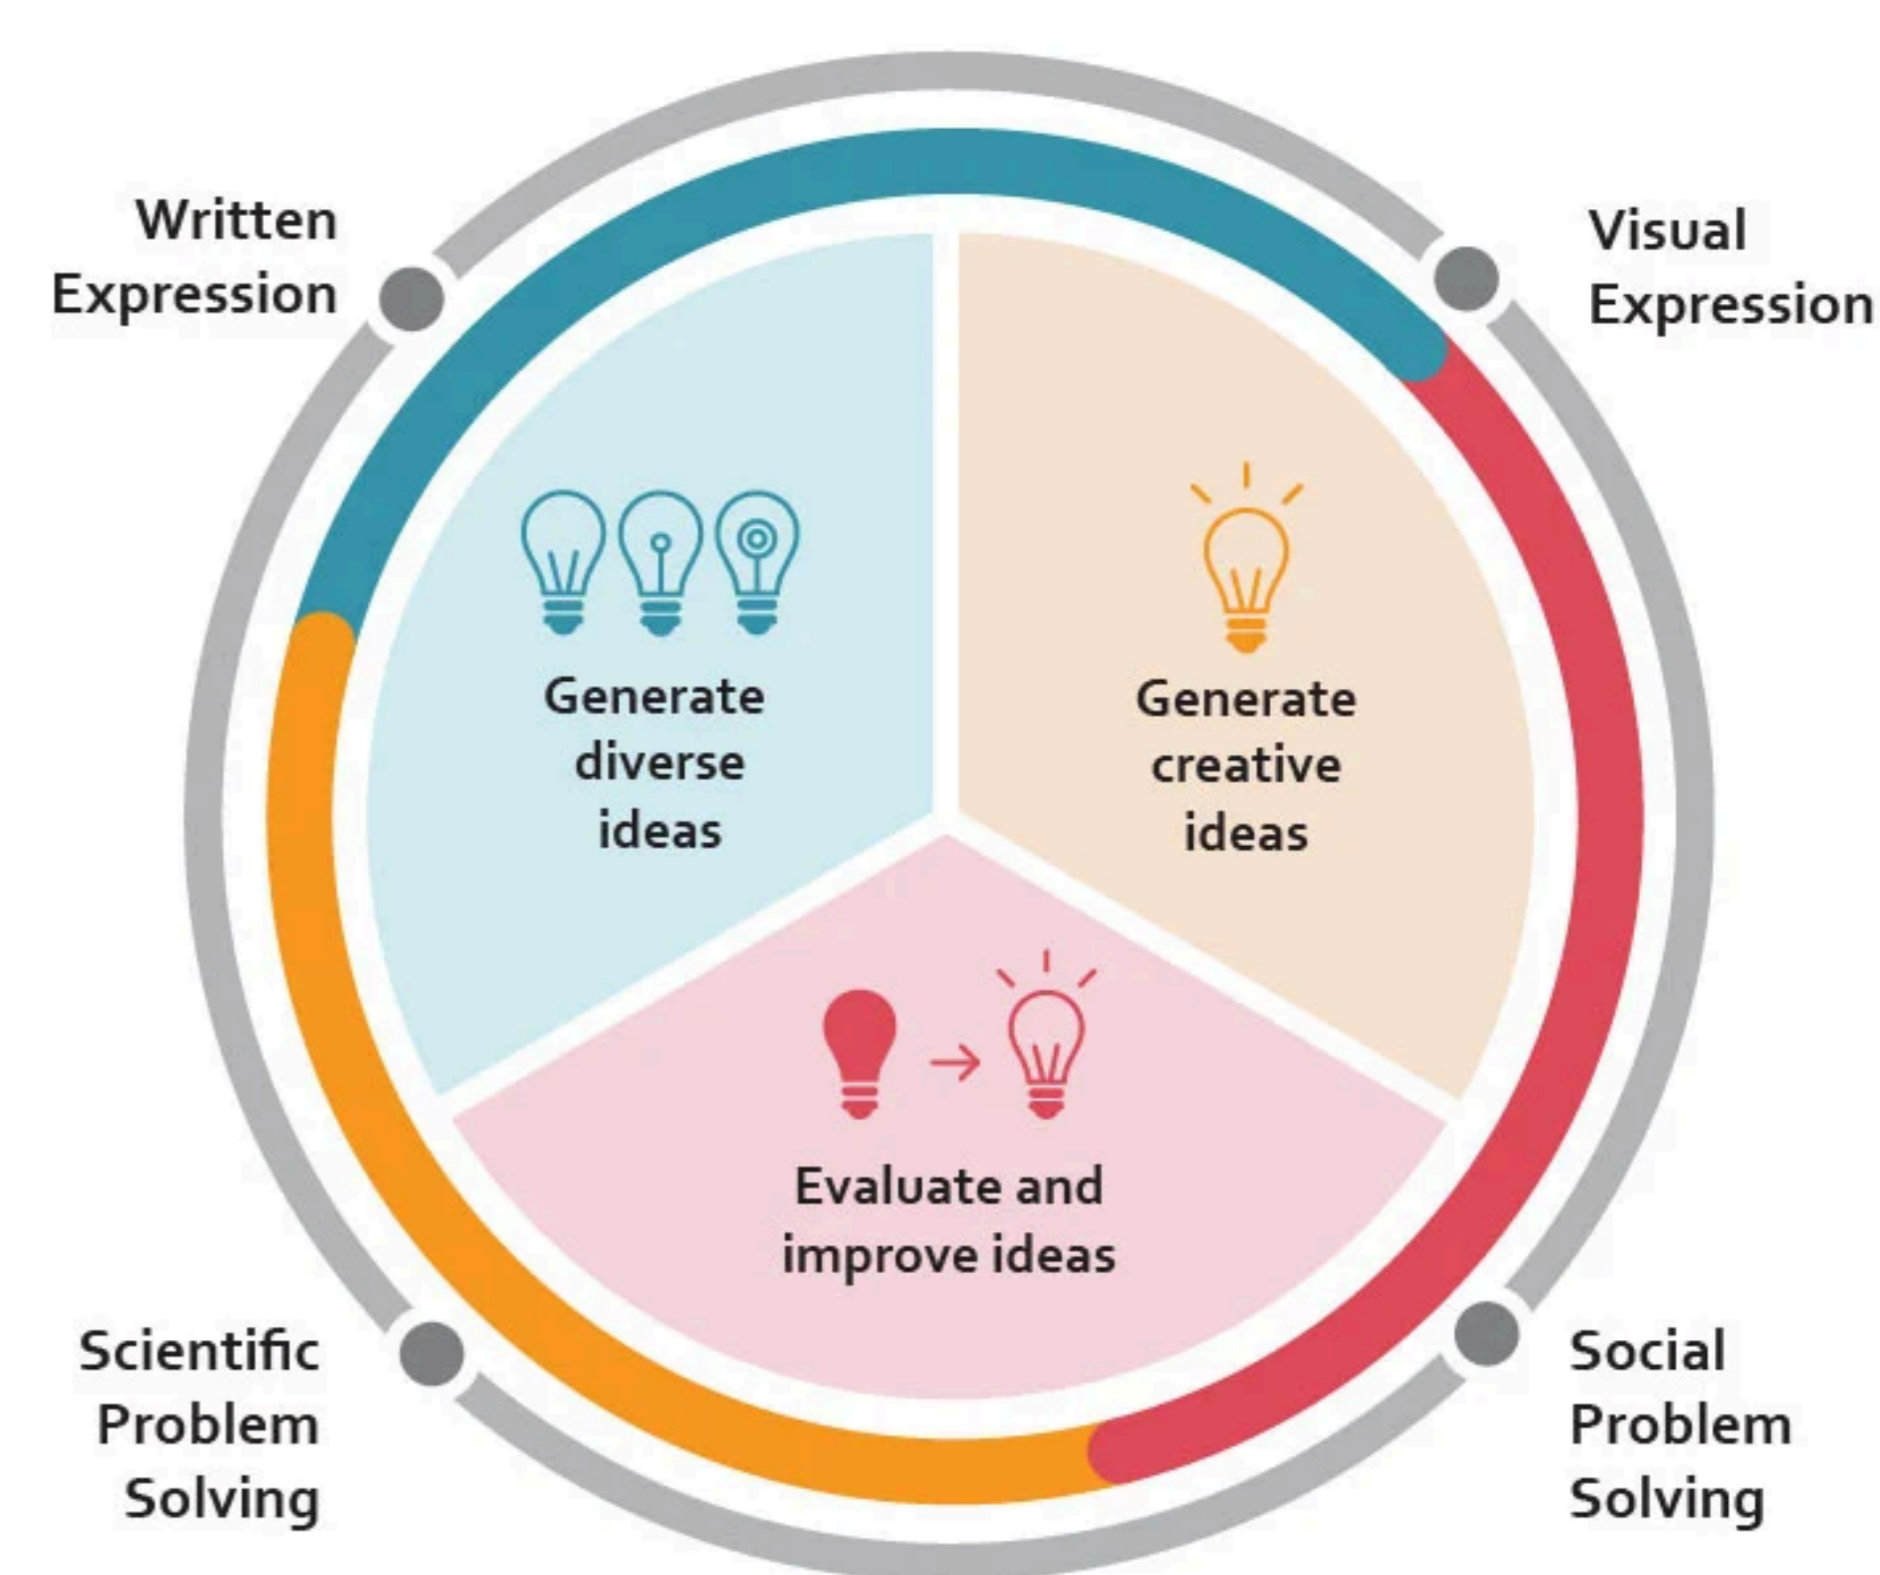 Written
Expression
Visual
Expression
Generate
diverse
ideas
Generate
creative
ideas
Evaluate and
improve ideas
Scientific
Problem
Solving
Social
Problem
Solving